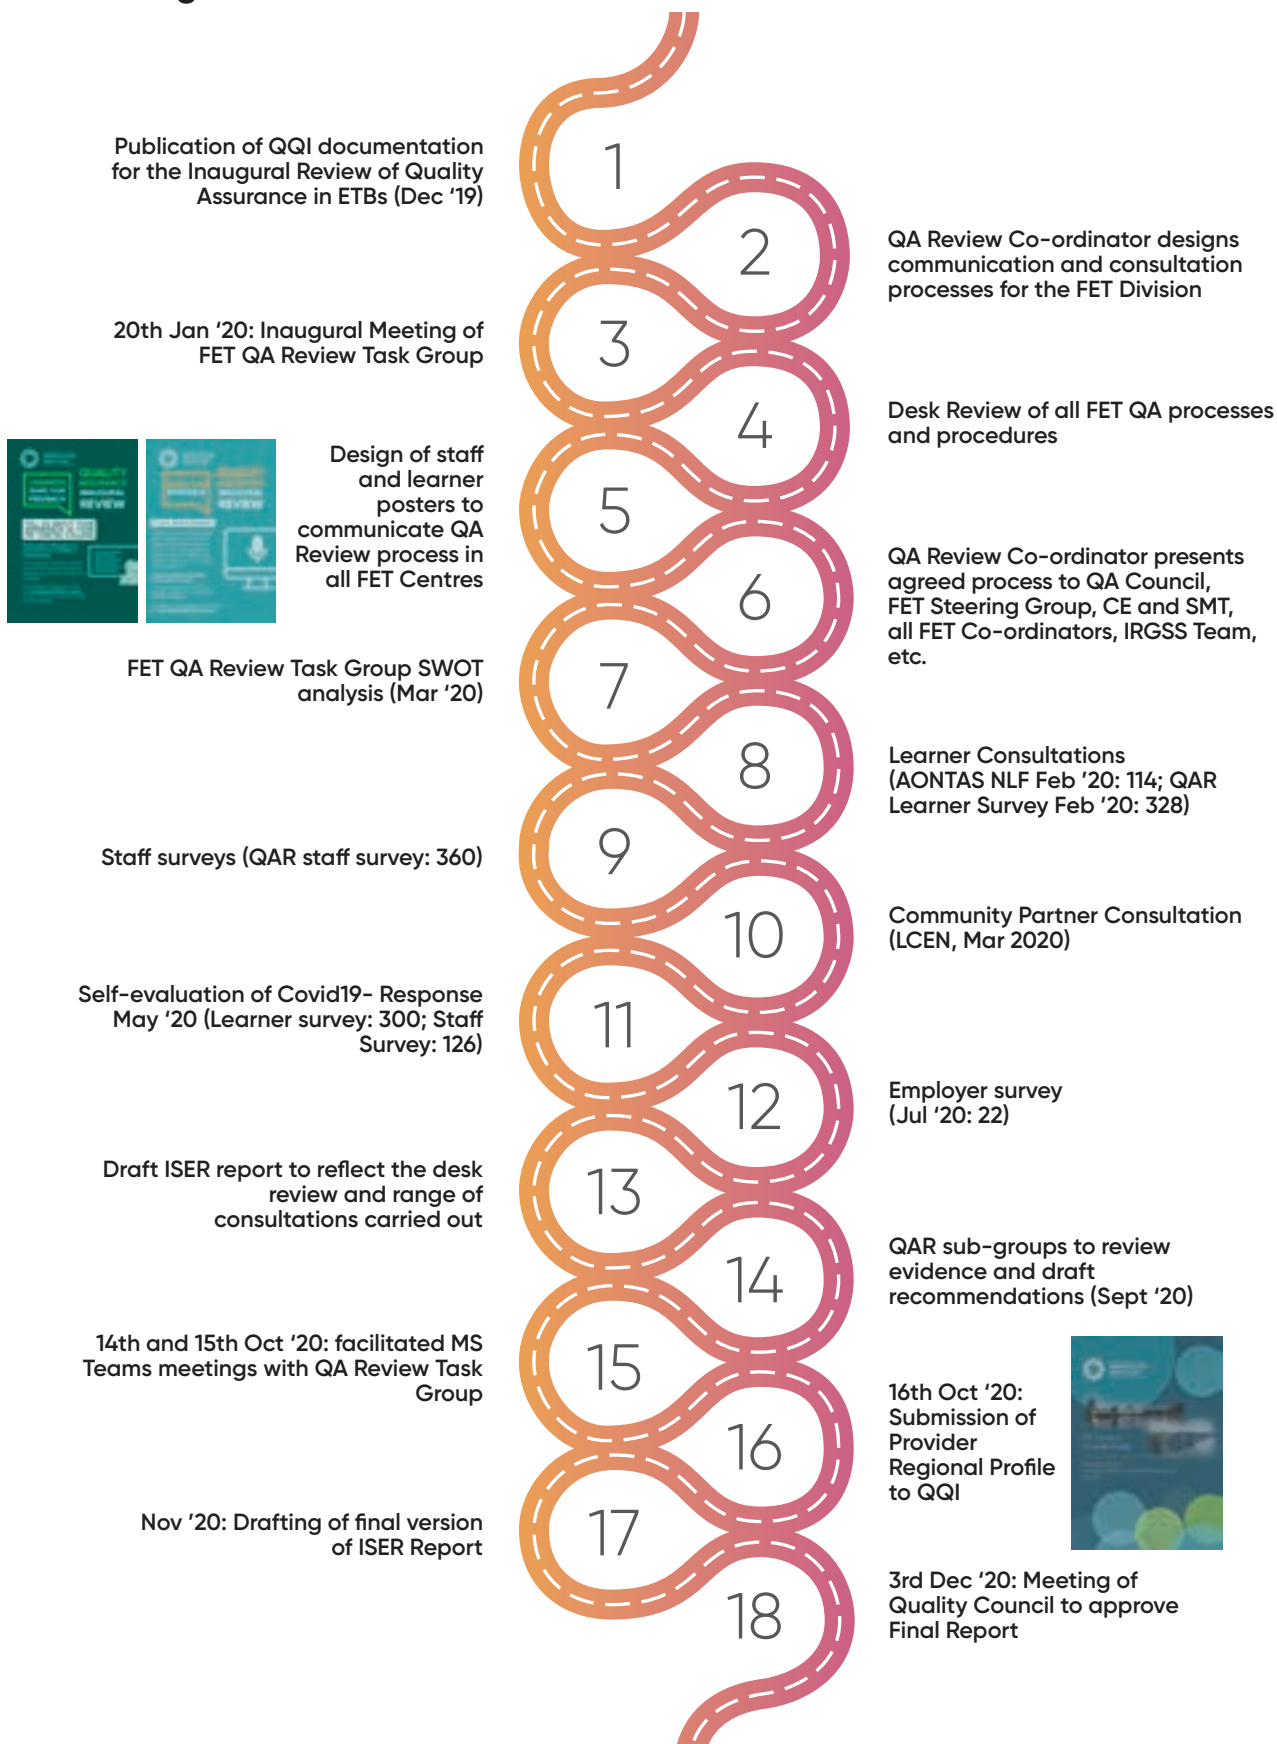 1
Publication of QQI documentation
for the Inaugural Review of Quality
Assurance in ETBs (Dec ‘19)
2
QA Review Co-ordinator designs
communication and consultation
processes for the FET Division
3
20th Jan ‘20: Inaugural Meeting of
FET QA Review Task Group
4
Desk Review of all FET QA processes
and procedures
5
Design of staff
and learner
posters to
communicate QA
Review process in
all FET Centres
QUALITY
REVIEW
REVIEW
6
QA Review Co-ordinator presents
agreed process to QA Council,
FET Steering Group, CE and SMT,
all FET Co-ordinators, IRGSS Team,
etc.
7
FET QA Review Task Group SWOT
analysis (Mar ‘20)
8
Learner Consultations
(AONTAS NLF Feb ’20: 114; QAR
Learner Survey Feb ’20: 328)
9
Staff surveys (QAR staff survey: 360)
10
Community Partner Consultation
(LCEN, Mar 2020)
11
Self-evaluation of Covid19- Response
May ‘20 (Learner survey: 300; Staff
Survey: 126)
12
Employer survey
(Jul ‘20: 22)
13
Draft ISER report to reflect the desk
review and range of
consultations carried out
14
QAR sub-groups to review
evidence and draft
recommendations (Sept ‘20)
15
14th and 15th Oct ‘20: facilitated MS
Teams meetings with QA Review Task
Group
16
16th Oct ‘20:
Submission of
Provider
Regional Profile
to QQI
17
Nov ’20: Drafting of final version
of ISER Report
18
3rd Dec ‘20: Meeting of
Quality Council to approve
Final Report